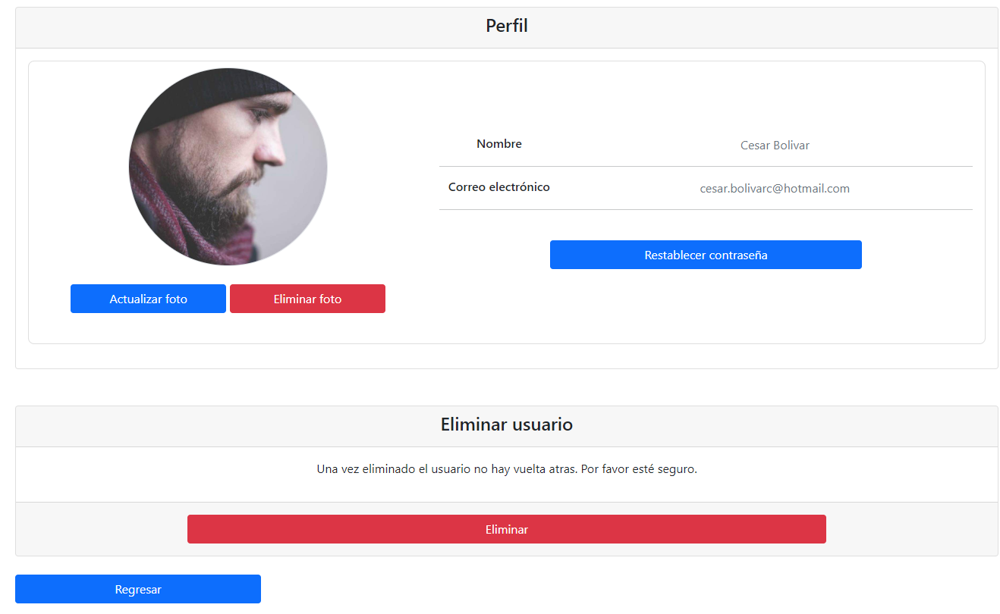 Perfil
Nombre
Cesar Bolivar
Correo electrónico
cesar.bolivarc@hotmail.com
Restablecer contraseña
Actualizar foto
Eliminar foto
Eliminar usuario
Una vez eliminado el usuario no hay vuelta atras. Por favor esté seguro.
Eliminar
Regresar